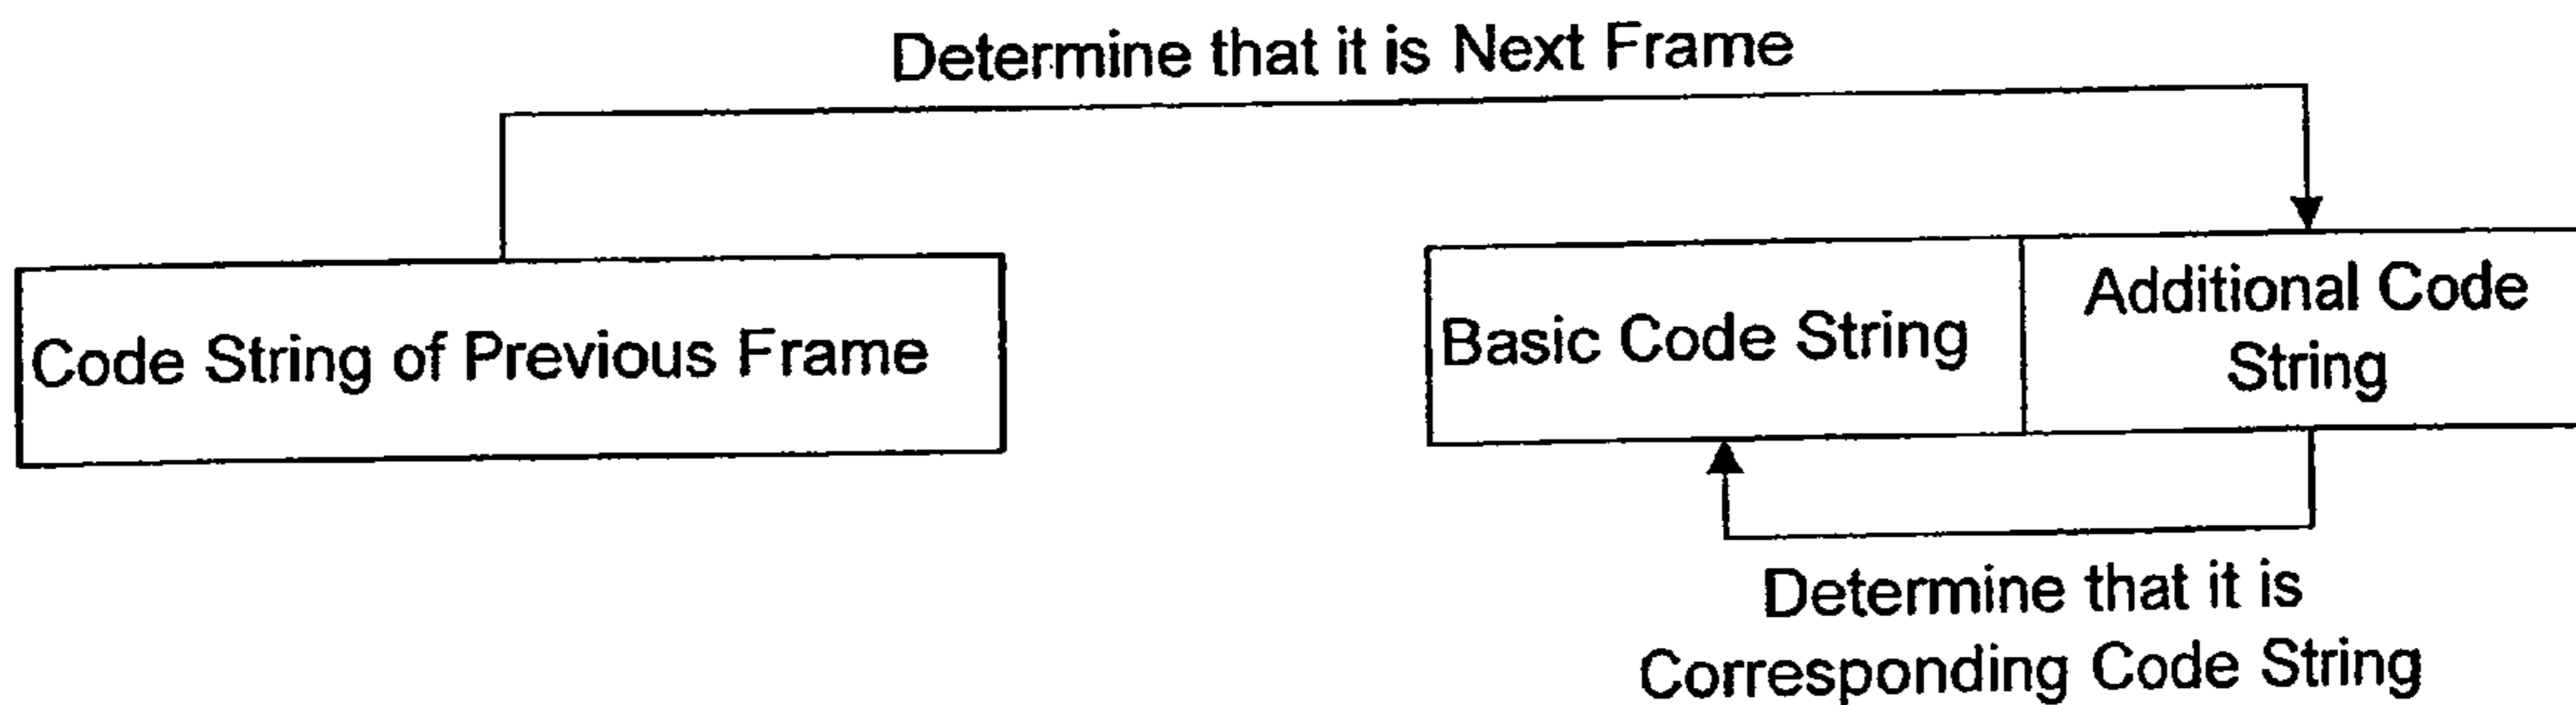 Determine that it is Next Frame
Code String of Previous Frame
Basic Code String
Additional Code
String
Determine that it is
Corresponding Code String